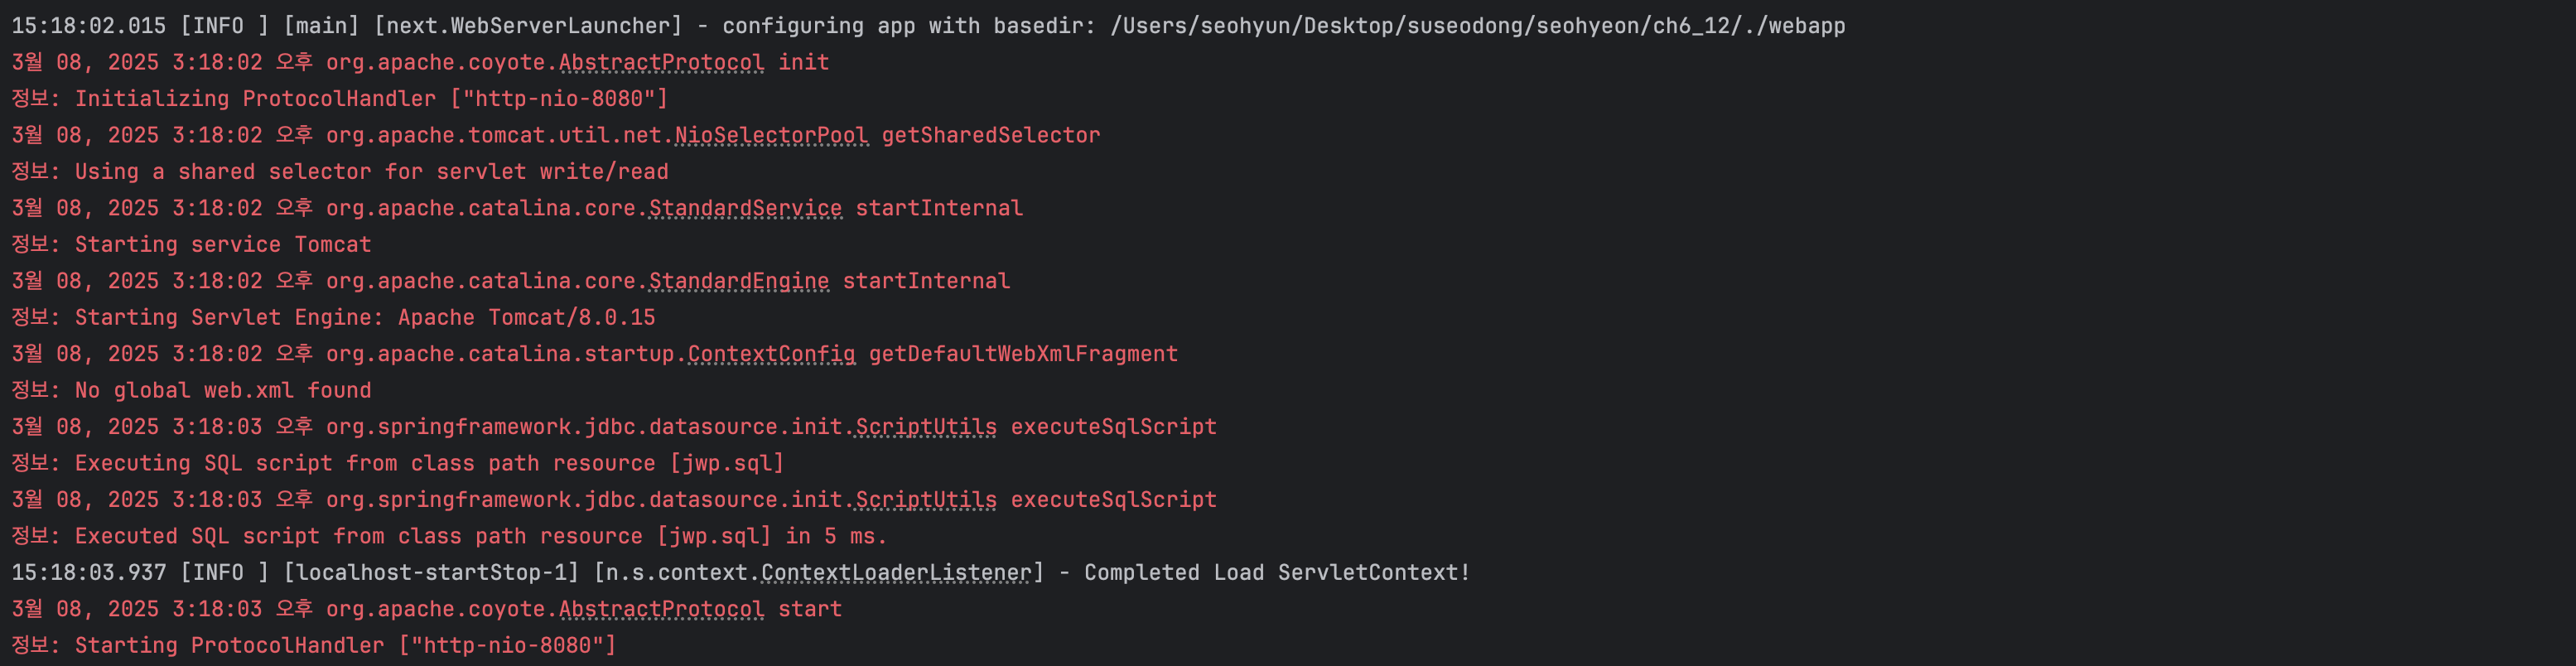 15:18:02.015 [INFO ] [main] [next.WebServerLauncher] - configuring app with basedir: /Users/seohyun/Desktop/suseodong/seohyeon/ch6_12/./webapp
3월 08, 2025 3:18:02 오후 org.apache.coyote.AbstractProtocol init
정보: Initializing ProtocolHandler ["http-nio-8080"]
3월 08, 2025 3:18:02 오후 org.apache.tomcat.util.net.NioSelectorPool getSharedSelector
정보: Using a shared selector for servlet write/read
3월 08, 2025 3:18:02 오후 org.apache.catalina.core.StandardService startInternal
정보: Starting service Tomcat
3월 08, 2025 3:18:02 오후 org.apache.catalina.core.StandardEngine startInternal
정보: Starting Servlet Engine: Apache Tomcat/8.0.15
3월 08, 2025 3:18:02 오후 org.apache.catalina.startup.ContextConfig getDefaultWebXmlFragment
정보: No global web.xml found
3월 08, 2025 3:18:03 오후 org.springframework.jdbc.datasource.init.ScriptUtils executeSqlScript
정보: Executing SQL script from class path resource [jwp.sql]
3월 08, 2025 3:18:03 오후 org.springframework.jdbc.datasource.init.ScriptUtils executeSqlScript
정보: Executed SQL script from class path resource [jwp.sql] in 5 ms.
15:18:03.937 [INFO ] [localhost-startStop-1] [n.s.context.ContextLoaderListener] - Completed Load ServletContext!
3월 08, 2025 3:18:03 오후 org.apache.coyote.AbstractProtocol start
정보: Starting ProtocolHandler ["http-nio-8080"]